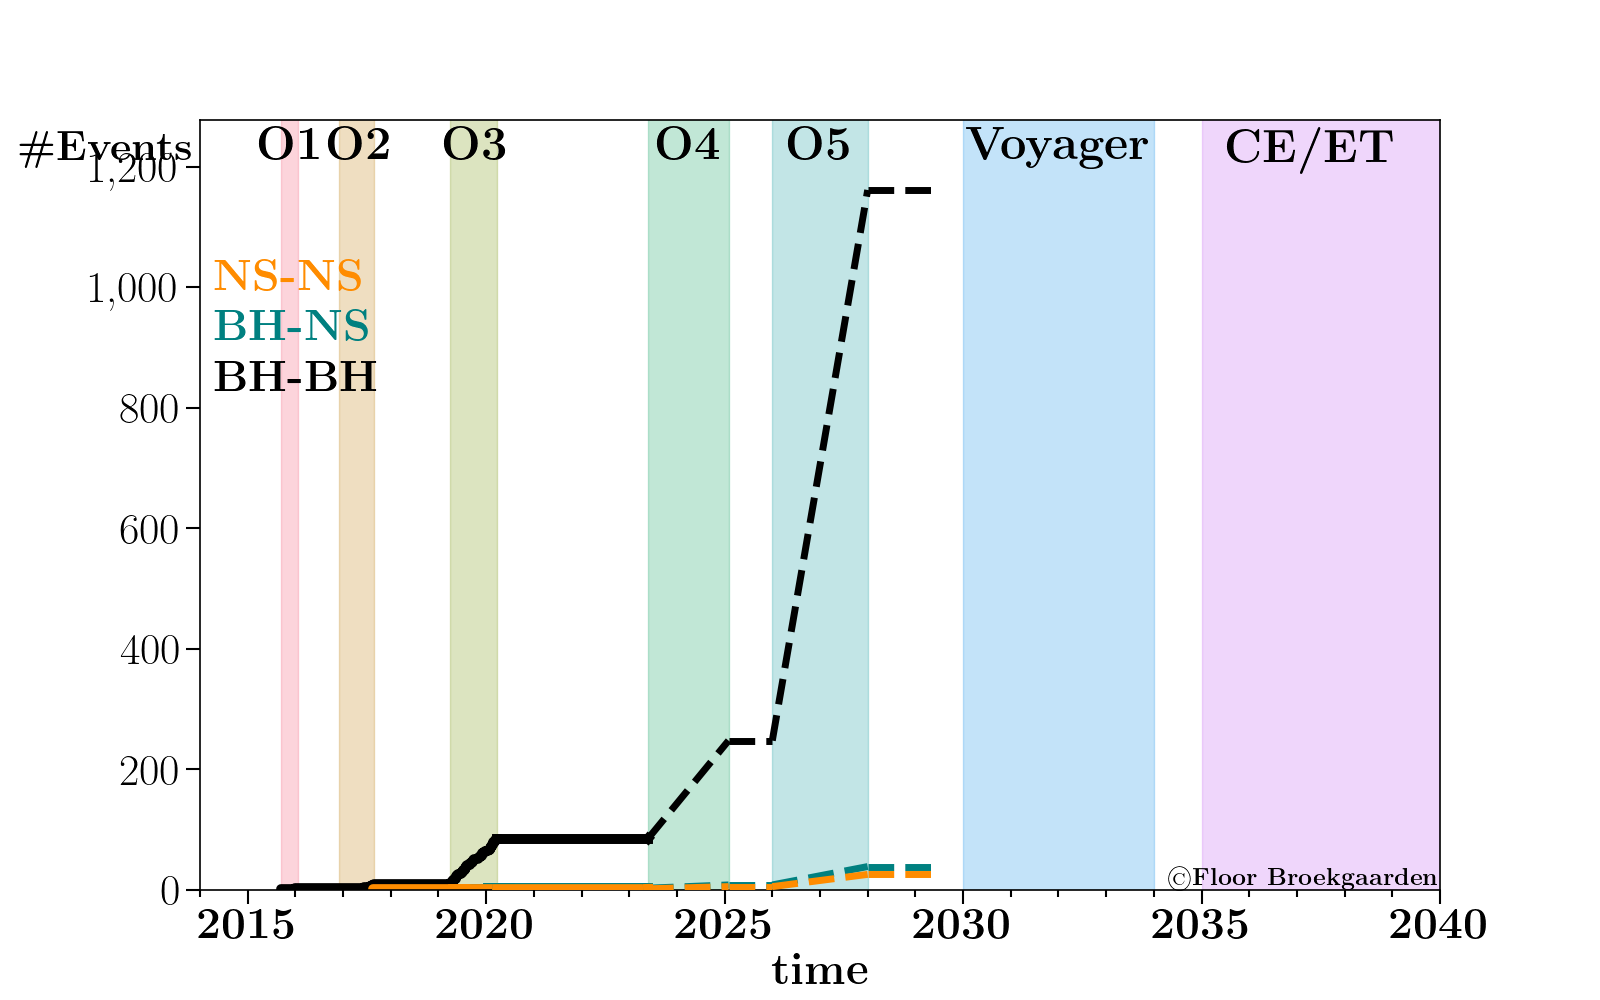 #Events
O1 O2 O3 O4 O5 Voyager CE/ET
1,200
NS-NS
1,000
BH-NS
BH-BH
800
600
400
200
©Floor Broekgaarden
0
2015 2020 2025 2030 2035 2040
time